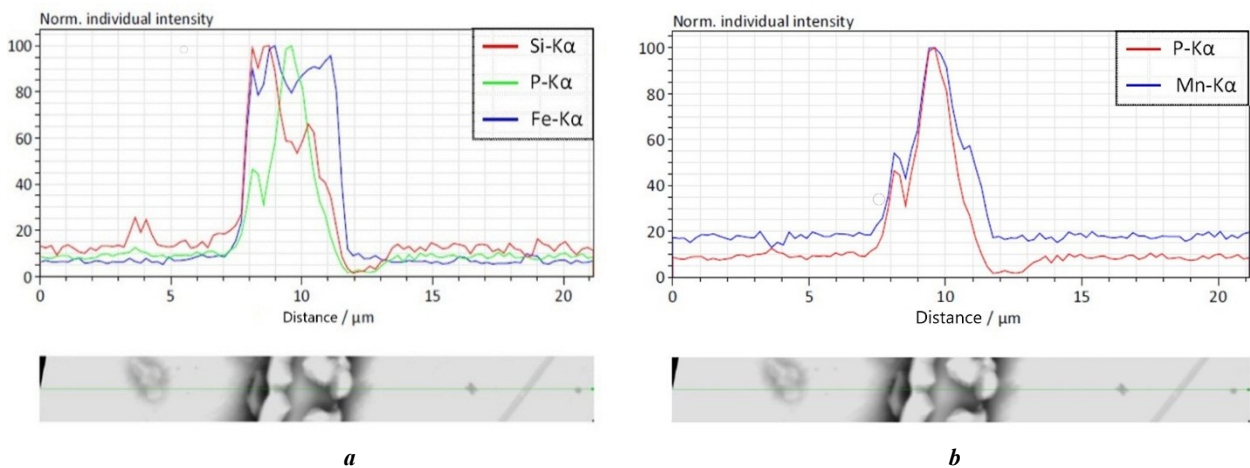 Norm. individual intensity
100
80
60
40
20
0
Si-Kα
P-Kα
Fe-Kα
0 5 10 15 20
Distance / μm
a
Norm. individual intensity
100
80
60
40
20
0
P-Kα
Mn-Kα
0 5 10 15 20
Distance / μm
b